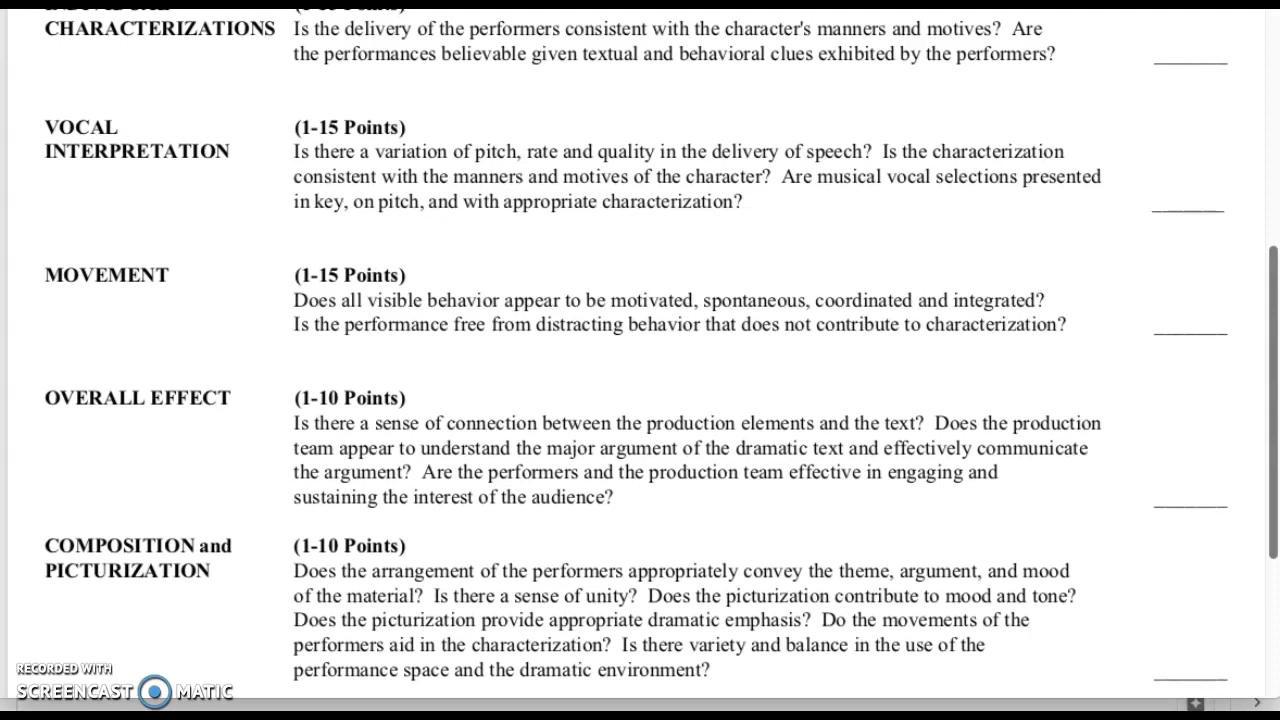 CHARACTERIZATIONS Is the delivery of the performers consistent with the character's manners and motives? Are
the performances believable given textual and behavioral clues exhibited by the performers?
VOCAL (1-15 Points)
INTERPRETATION Is there a variation of pitch, rate and quality in the delivery of speech? Is the characterization
consistent with the manners and motives of the character? Are musical vocal selections presented
in key, on pitch, and with appropriate characterization?
MOVEMENT (1-15 Points)
Does all visible behavior appear to be motivated, spontaneous, coordinated and integrated?
Is the performance free from distracting behavior that does not contribute to characterization?
OVERALL EFFECT (1-10 Points)
Is there a sense of connection between the production elements and the text? Does the production
team appear to understand the major argument of the dramatic text and effectively communicate
the argument? Are the performers and the production team effective in engaging and
sustaining the interest of the audience?
COMPOSITION and (1-10 Points)
PICTURIZATION Does the arrangement of the performers appropriately convey the theme, argument, and mood
of the material? Is there a sense of unity? Does the picturization contribute to mood and tone?
Does the picturization provide appropriate dramatic emphasis? Do the movements of the
performers aid in the characterization? Is there variety and balance in the use of the
performance space and the dramatic environment?
RECORDED WITH
SCREENCAST MATIC